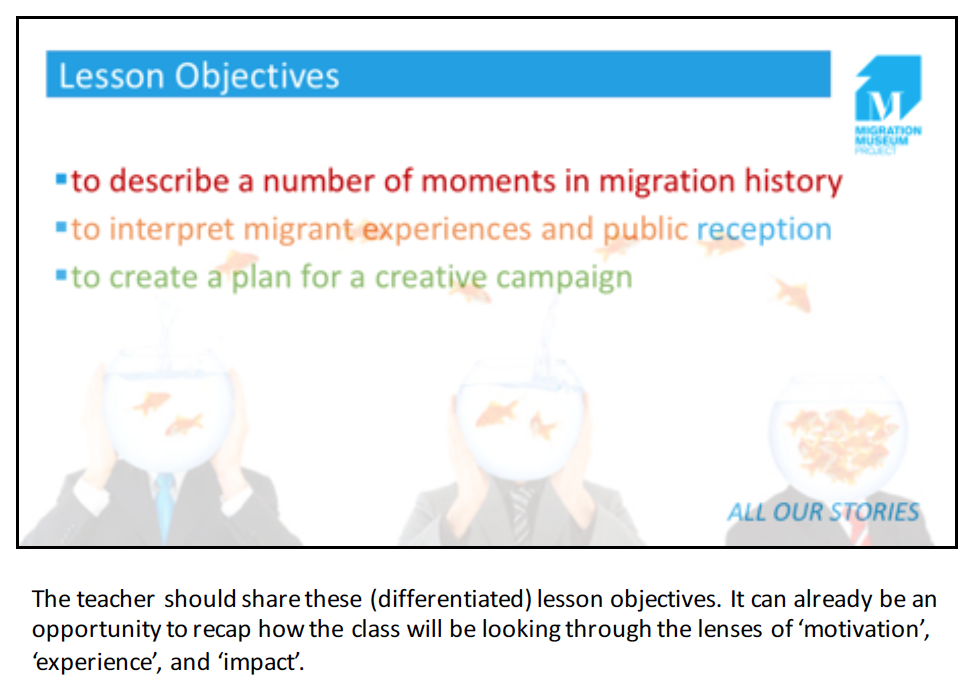 Lesson Objectives
M
MIGRATION
MUSEUM
PROJECT
▪to describe a number of moments in migration history
▪to interpret migrant experiences and public reception
▪to create a plan for a creative campaign
ALL OUR STORIES
The teacher should share these (differentiated) lesson objectives. It can already be an
opportunity to recap how the class will be looking through the lenses of ‘motivation’,
‘experience’, and ‘impact’.